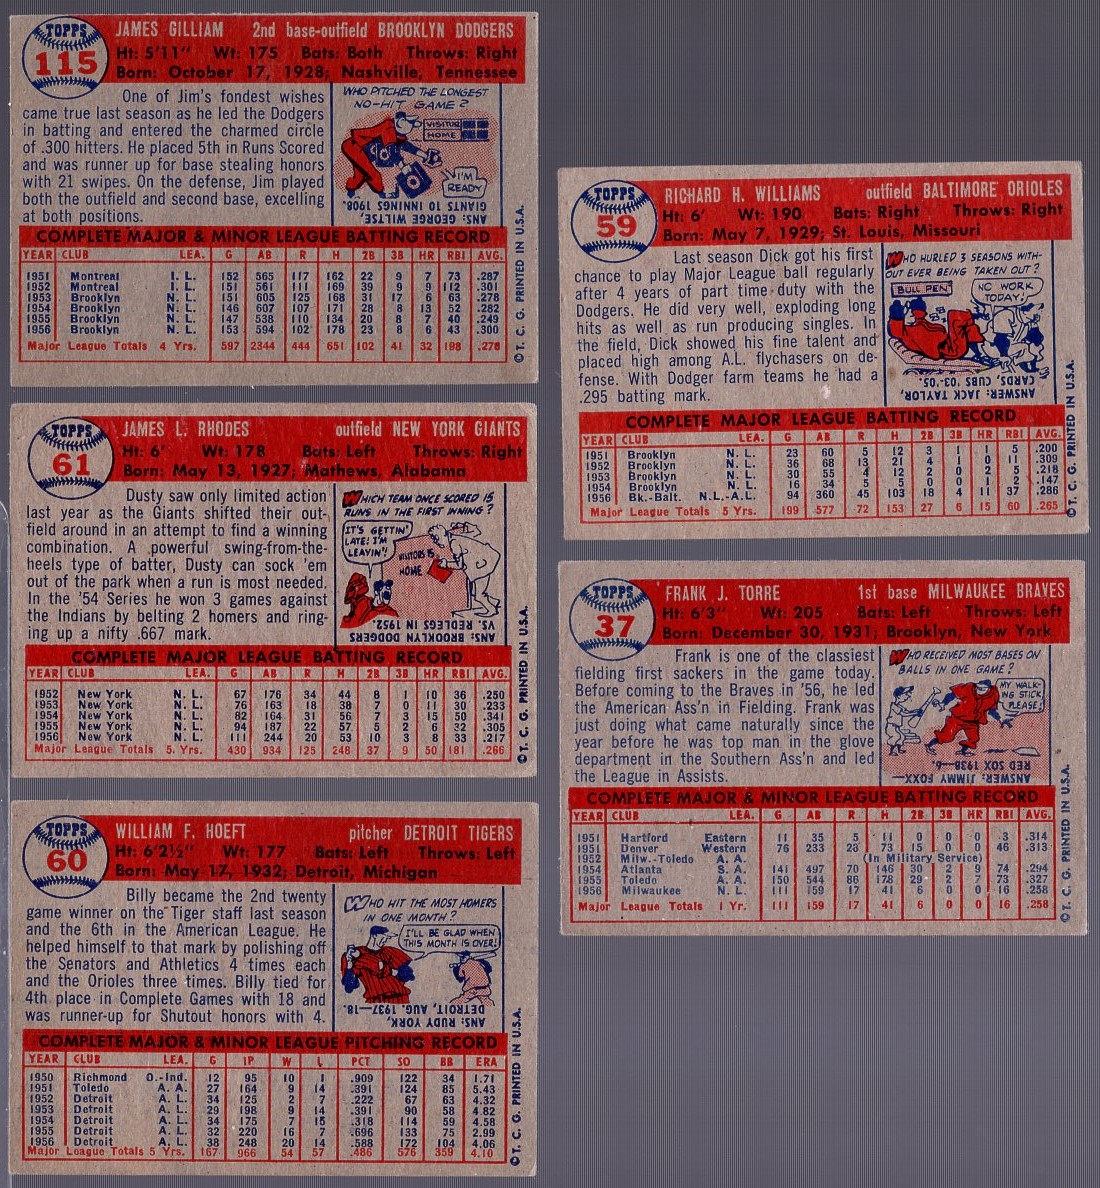 TOPPS
115
JAMES GILLIAM 2nd base-outfield BROOKLYN DODGERS
Ht: 5'11" Wt: 175 Bats: Both Throws: Right
Born: October 17, 1928; Nashville, Tennessee
One of Jim's fondest wishes
came true last season as he led the Dodgers
in batting and entered the charmed circle
of .300 hitters. He placed 5th in Runs Scored
and was runner up for base stealing honors
with 21 swipes. On the defense, Jim played
both the outfield and second base, excelling
at both positions.
WHO PITCHED THE LONGEST
NO-HIT GAME?
VISITOR
HOME
I'M
READY
ANS: GEORGE WILTSE,
GIANTS 10 INNINGS 1908.
COMPLETE MAJOR & MINOR LEAGUE BATTING RECORD
YEAR CLUB LEA. G AB R H 2B 3B HR RBI AVG.
1951 Montreal I. L. 152 565 117 162 22 9 7 73 .287
1952 Montreal I. L. 151 561 111 169 39 9 9 112 .301
1953 Brooklyn N. L. 151 605 125 168 31 17 6 63 .278
1954 Brooklyn N. L. 146 607 107 171 28 8 13 52 .282
1955 Brooklyn N. L. 147 538 110 134 20 8 7 40 .249
1956 Brooklyn N. L. 153 594 102 178 23 8 6 43 .300
Major League Totals 4 Yrs. 597 2344 444 651 102 41 32 198 .278
© T. C. G. PRINTED IN U.S.A.
TOPPS
59
RICHARD H. WILLIAMS outfield BALTIMORE ORIOLES
Ht: 6' Wt: 190 Bats: Right Throws: Right
Born: May 7, 1929; St. Louis, Missouri
Last season Dick got his first
chance to play Major League ball regularly
after 4 years of part time duty with the
Dodgers. He did very well, exploding long
hits as well as run producing singles. In
the field, Dick showed his fine talent and
placed high among A.L. flychasers on de-
fense. With Dodger farm teams he had a
.295 batting mark.
WHO HURLED 3 SEASONS WITH-
OUT EVER BEING TAKEN OUT?
BULL PEN
NO WORK
TODAY!
ANSWER: JACK TAYLOR,
CARDS, CUBS '03-'05.
COMPLETE MAJOR LEAGUE BATTING RECORD
YEAR CLUB LEA. G AB R H 2B 3B HR RBI AVG.
1951 Brooklyn N. L. 23 60 5 12 3 1 1 5 .200
1952 Brooklyn N. L. 36 68 13 21 4 1 0 11 .309
1953 Brooklyn N. L. 30 55 4 12 2 0 2 5 .218
1954 Brooklyn N. L. 16 34 5 5 0 0 1 2 .147
1956 Bk.-Balt. N.L.-A.L. 94 360 45 103 18 4 11 37 .286
Major League Totals 5 Yrs. 199 577 72 153 27 6 15 60 .265
© T. C. G. PRINTED IN U.S.A.
TOPPS
61
JAMES L. RHODES outfield NEW YORK GIANTS
Ht: 6' Wt: 178 Bats: Left Throws: Right
Born: May 13, 1927; Mathews, Alabama
Dusty saw only limited action
last year as the Giants shifted their out-
field around in an attempt to find a winning
combination. A powerful swing-from-the-
heels type of batter, Dusty can sock 'em
out of the park when a run is most needed.
In the '54 Series he won 3 games against
the Indians by belting 2 homers and ring-
ing up a nifty .667 mark.
WHICH TEAM ONCE SCORED 15
RUNS IN THE FIRST INNING?
IT'S GETTIN'
LATE! I'M
LEAVIN'!
VISITORS 15
HOME
ANS: BROOKLYN DODGERS
VS. REDLEGS IN 1952.
COMPLETE MAJOR LEAGUE BATTING RECORD
YEAR CLUB LEA. G AB R H 2B 3B HR RBI AVG.
1952 New York N. L. 67 176 34 44 8 1 10 36 .250
1953 New York N. L. 76 163 18 38 7 0 11 30 .233
1954 New York N. L. 82 164 31 56 7 3 15 50 .341
1955 New York N. L. 94 187 22 57 5 2 6 32 .305
1956 New York N. L. 111 244 20 53 10 3 8 33 .217
Major League Totals 5 Yrs. 430 934 125 248 37 9 50 181 .266
© T. C. G. PRINTED IN U.S.A.
TOPPS
37
FRANK J. TORRE 1st base MILWAUKEE BRAVES
Ht: 6'3" Wt: 205 Bats: Left Throws: Left
Born: December 30, 1931; Brooklyn, New York
Frank is one of the classiest
fielding first sackers in the game today.
Before coming to the Braves in '56, he led
the American Ass'n in Fielding. Frank was
just doing what came naturally since the
year before he was top man in the glove
department in the Southern Ass'n and led
the League in Assists.
WHO RECEIVED MOST BASES ON
BALLS IN ONE GAME?
MY WALK-
ING STICK,
PLEASE!
ANSWER: JIMMY FOXX—
RED SOX 1938—6.
COMPLETE MAJOR & MINOR LEAGUE BATTING RECORD
YEAR CLUB LEA. G AB R H 2B 3B HR RBI AVG.
1951 Hartford Eastern 11 35 5 11 0 0 0 3 .314
1951 Denver Western 76 233 28 73 15 0 0 46 .313
1952 Milw.-Toledo A. A. (In Military Service)
1954 Atlanta S. A. 141 497 70 146 30 2 9 74 .294
1955 Toledo A. A. 150 544 86 178 29 2 7 73 .327
1956 Milwaukee N. L. 111 159 17 41 6 0 0 16 .258
Major League Totals 1 Yr. 111 159 17 41 6 0 0 16 .258
© T. C. G. PRINTED IN U.S.A.
TOPPS
60
WILLIAM F. HOEFT pitcher DETROIT TIGERS
Ht: 6'2½" Wt: 177 Bats: Left Throws: Left
Born: May 17, 1932; Detroit, Michigan
Billy became the 2nd twenty
game winner on the Tiger staff last season
and the 6th in the American League. He
helped himself to that mark by polishing off
the Senators and Athletics 4 times each
and the Orioles three times. Billy tied for
4th place in Complete Games with 18 and
was runner-up for Shutout honors with 4.
WHO HIT THE MOST HOMERS
IN ONE MONTH?
I'LL BE GLAD WHEN
THIS MONTH IS OVER!
ANS: RUDY YORK,
DETROIT, AUG. 1937—18.
COMPLETE MAJOR & MINOR LEAGUE PITCHING RECORD
YEAR CLUB LEA. G IP W L PCT SO BB ERA
1950 Richmond O.-Ind. 12 95 10 1 .909 122 34 1.71
1951 Toledo A. A. 27 164 9 14 .391 124 85 5.43
1952 Detroit A. L. 34 125 2 7 .222 67 63 4.32
1953 Detroit A. L. 29 198 9 14 .391 90 58 4.82
1954 Detroit A. L. 34 175 7 15 .318 114 59 4.58
1955 Detroit A. L. 32 220 16 7 .696 133 75 2.99
1956 Detroit A. L. 38 248 20 14 .588 172 104 4.06
Major League Totals 5 Yrs. 167 966 54 57 .486 576 359 4.10
© T. C. G. PRINTED IN U.S.A.